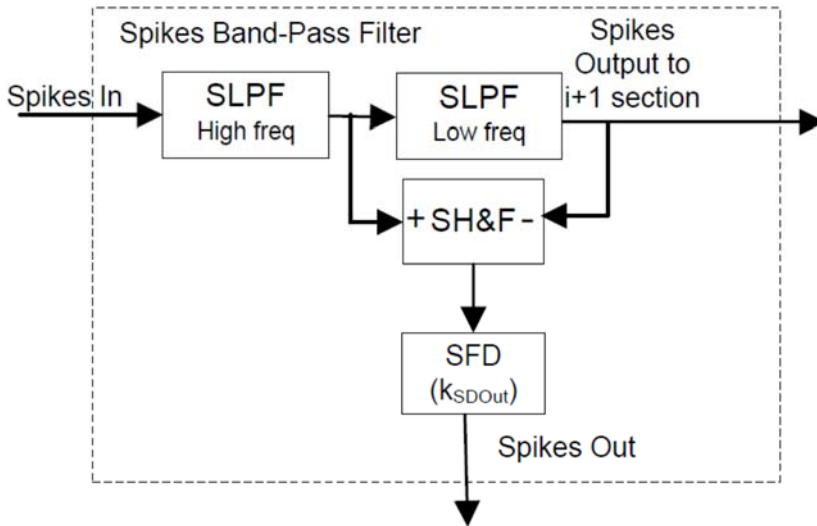 Spikes Band-Pass Filter
Spikes
Output to
i+1 section
Spikes In
SLPF
High freq
SLPF
Low freq
+ SH&F -
SFD
(kSDOut)
Spikes Out